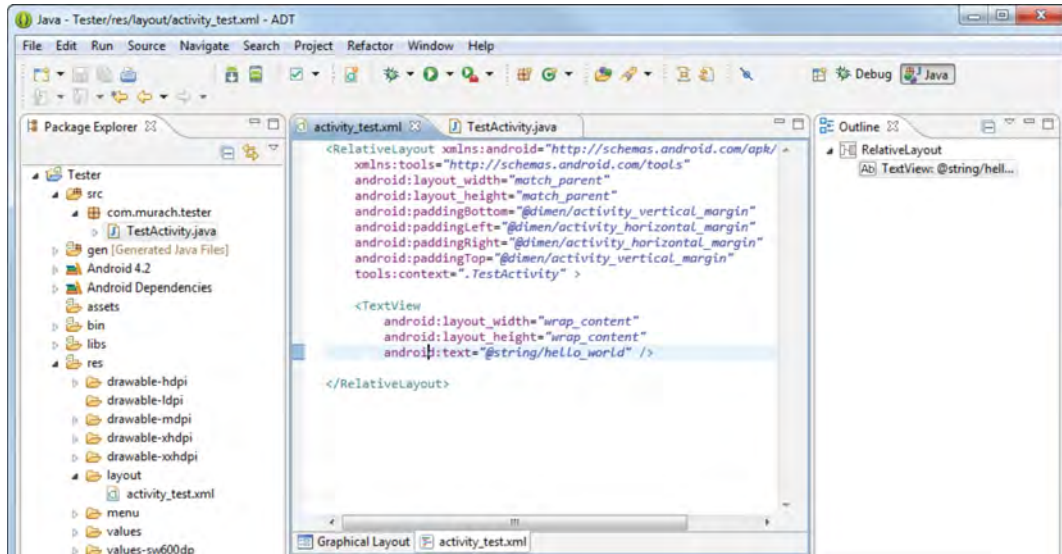 Java - Tester/res/layout/activity_test.xml - ADT
File Edit Run Source Navigate Search Project Refactor Window Help
Debug Java
Package Explorer
Tester
src
com.murach.tester
TestActivity.java
gen [Generated Java Files]
Android 4.2
Android Dependencies
assets
bin
libs
res
drawable-hdpi
drawable-ldpi
drawable-mdpi
drawable-xhdpi
drawable-xxhdpi
layout
activity_test.xml
menu
values
values-sw600dp
activity_test.xml TestActivity.java
<RelativeLayout xmlns:android="http://schemas.android.com/apk/
xmlns:tools="http://schemas.android.com/tools"
android:layout_width="match_parent"
android:layout_height="match_parent"
android:paddingBottom="@dimen/activity_vertical_margin"
android:paddingLeft="@dimen/activity_horizontal_margin"
android:paddingRight="@dimen/activity_horizontal_margin"
android:paddingTop="@dimen/activity_vertical_margin"
tools:context=".TestActivity" >
<TextView
android:layout_width="wrap_content"
android:layout_height="wrap_content"
android:text="@string/hello_world" />
</RelativeLayout>
Graphical Layout activity_test.xml
Outline
RelativeLayout
Ab TextView: @string/hell...